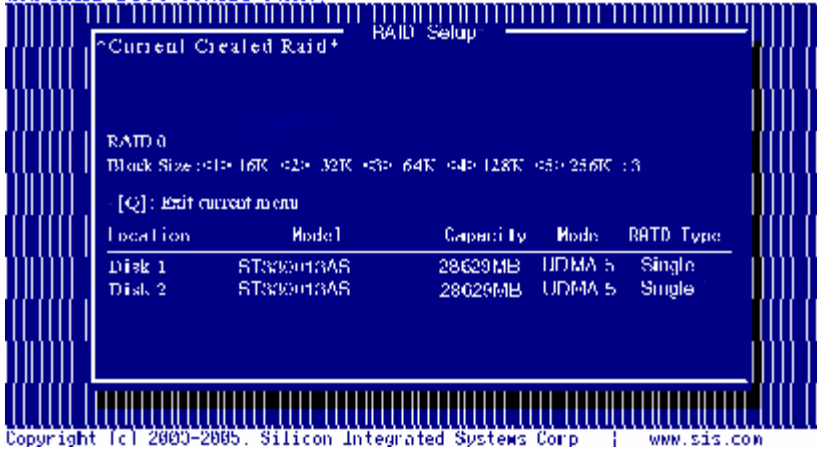 RAID Setup
*Current Created Raid*
RAID 0
Block Size :<1> 16K <2> 32K <3> 64K <4> 128K <5> 256K : 3
[Q]: Exit current menu
Location Model Capacity Mode RAID Type
Disk 1 ST330013AS 28629MB UDMA 5 Single
Disk 2 ST330013AS 28629MB UDMA 5 Single
Copyright (c) 2003-2005. Silicon Integrated Systems Corp | www.sis.com